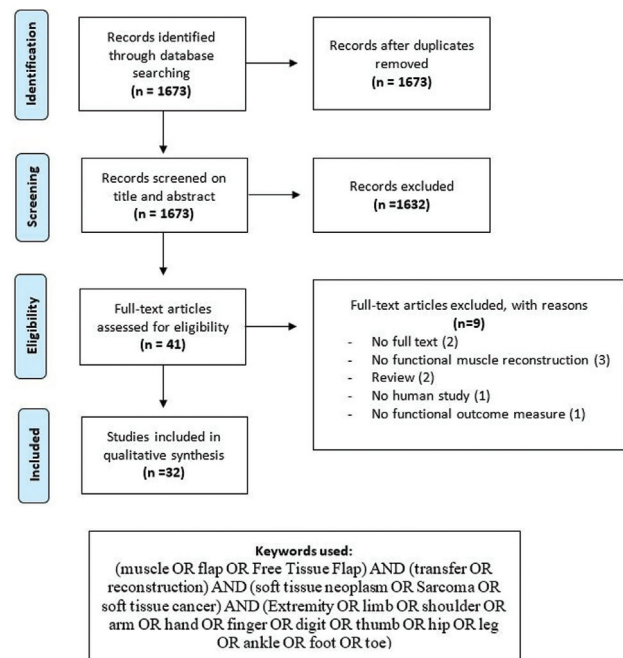 Identification
Records identified
through database
searching
(n = 1673)
Records after duplicates
removed
(n = 1673)
Screening
Records screened on
title and abstract
(n = 1673)
Records excluded
(n =1632)
Eligibility
Full-text articles
assessed for eligibility
(n = 41)
Full-text articles excluded, with reasons
(n=9)
- No full text (2)
- No functional muscle reconstruction (3)
- Review (2)
- No human study (1)
- No functional outcome measure (1)
Included
Studies included in
qualitative synthesis
(n =32)
Keywords used:
(muscle OR flap OR Free Tissue Flap) AND (transfer OR
reconstruction) AND (soft tissue neoplasm OR Sarcoma OR
soft tissue cancer) AND (Extremity OR limb OR shoulder OR
arm OR hand OR finger OR digit OR thumb OR hip OR leg
OR ankle OR foot OR toe)